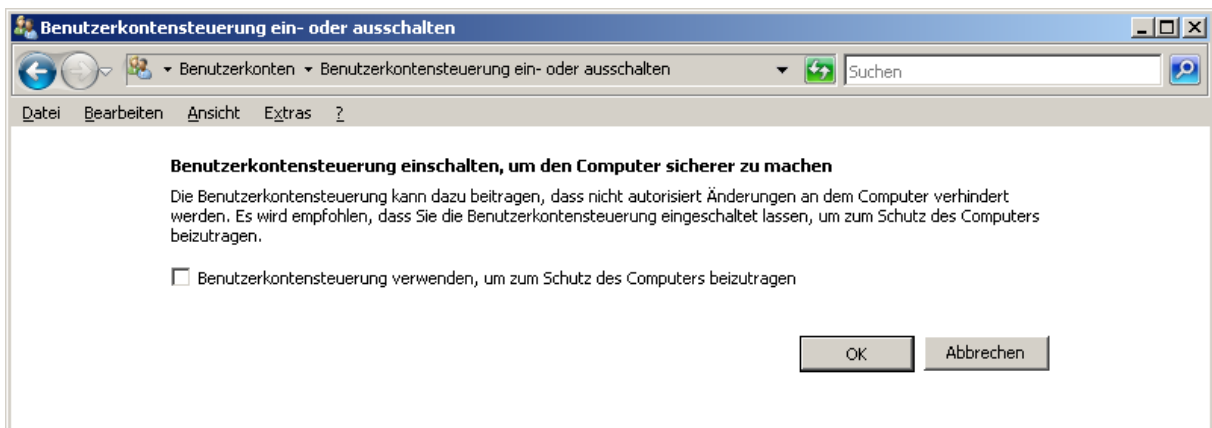 Benutzerkontensteuerung ein- oder ausschalten
Benutzerkonten Benutzerkontensteuerung ein- oder ausschalten Suchen
Datei Bearbeiten Ansicht Extras ?
Benutzerkontensteuerung einschalten, um den Computer sicherer zu machen
Die Benutzerkontensteuerung kann dazu beitragen, dass nicht autorisiert Änderungen an dem Computer verhindert
werden. Es wird empfohlen, dass Sie die Benutzerkontensteuerung eingeschaltet lassen, um zum Schutz des Computers
beizutragen.
Benutzerkontensteuerung verwenden, um zum Schutz des Computers beizutragen
OK Abbrechen